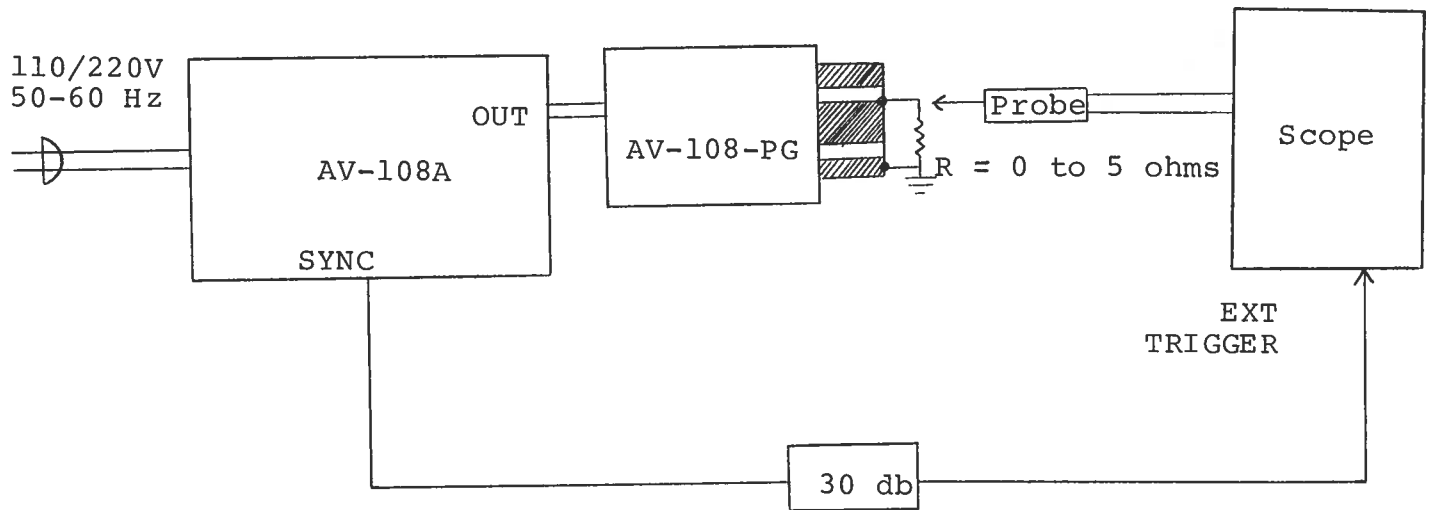 110/220V
50-60 Hz
OUT
AV-108A
SYNC
AV-108-PG
R = 0 to 5 ohms
Probe
Scope
EXT
TRIGGER
30 db